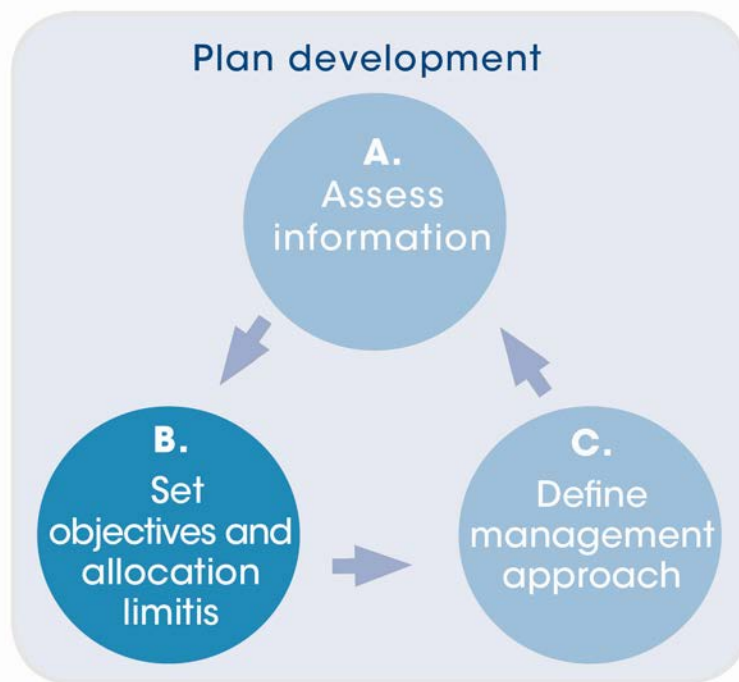 Plan development
A.
Assess
information
B.
Set
objectives and
allocation
limitis
C.
Define
management
approach